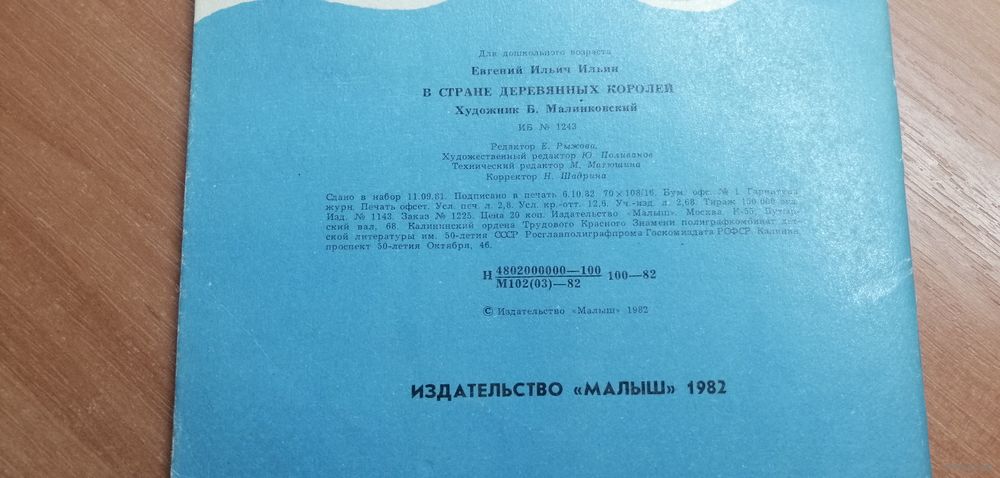 Для дошкольного возраста
Евгений Ильич Ильин
В СТРАНЕ ДЕРЕВЯННЫХ КОРОЛЕЙ
Художник Б. Малинковский
ИБ № 1243
Редактор Е. Рыжова.
Художественный редактор Ю. Поливанов
Технический редактор М. Матюшина
Корректор Н. Шадрина
Сдано в набор 11.09.81. Подписано в печать 6.10.82 70×108/16. Бум. офс. № 1. Гарнитура
журн. Печать офсет. Усл. печ. л. 2,8. Усл. кр.-отт. 12,6. Уч.-изд. л. 2,68. Тираж 100 000 экз.
Изд. № 1143. Заказ № 1225. Цена 20 коп. Издательство «Малыш». Москва. К-55, Бутыр-
ский вал, 68. Калининский ордена Трудового Красного Знамени полиграфкомбинат дет-
ской литературы им. 50-летия СССР Росглавполиграфпрома Госкомиздата РСФСР. Калинин,
проспект 50-летия Октября, 46.
Н 4802000000—100
М102(03)—82 100—82
© Издательство «Малыш» 1982
ИЗДАТЕЛЬСТВО «МАЛЫШ» 1982